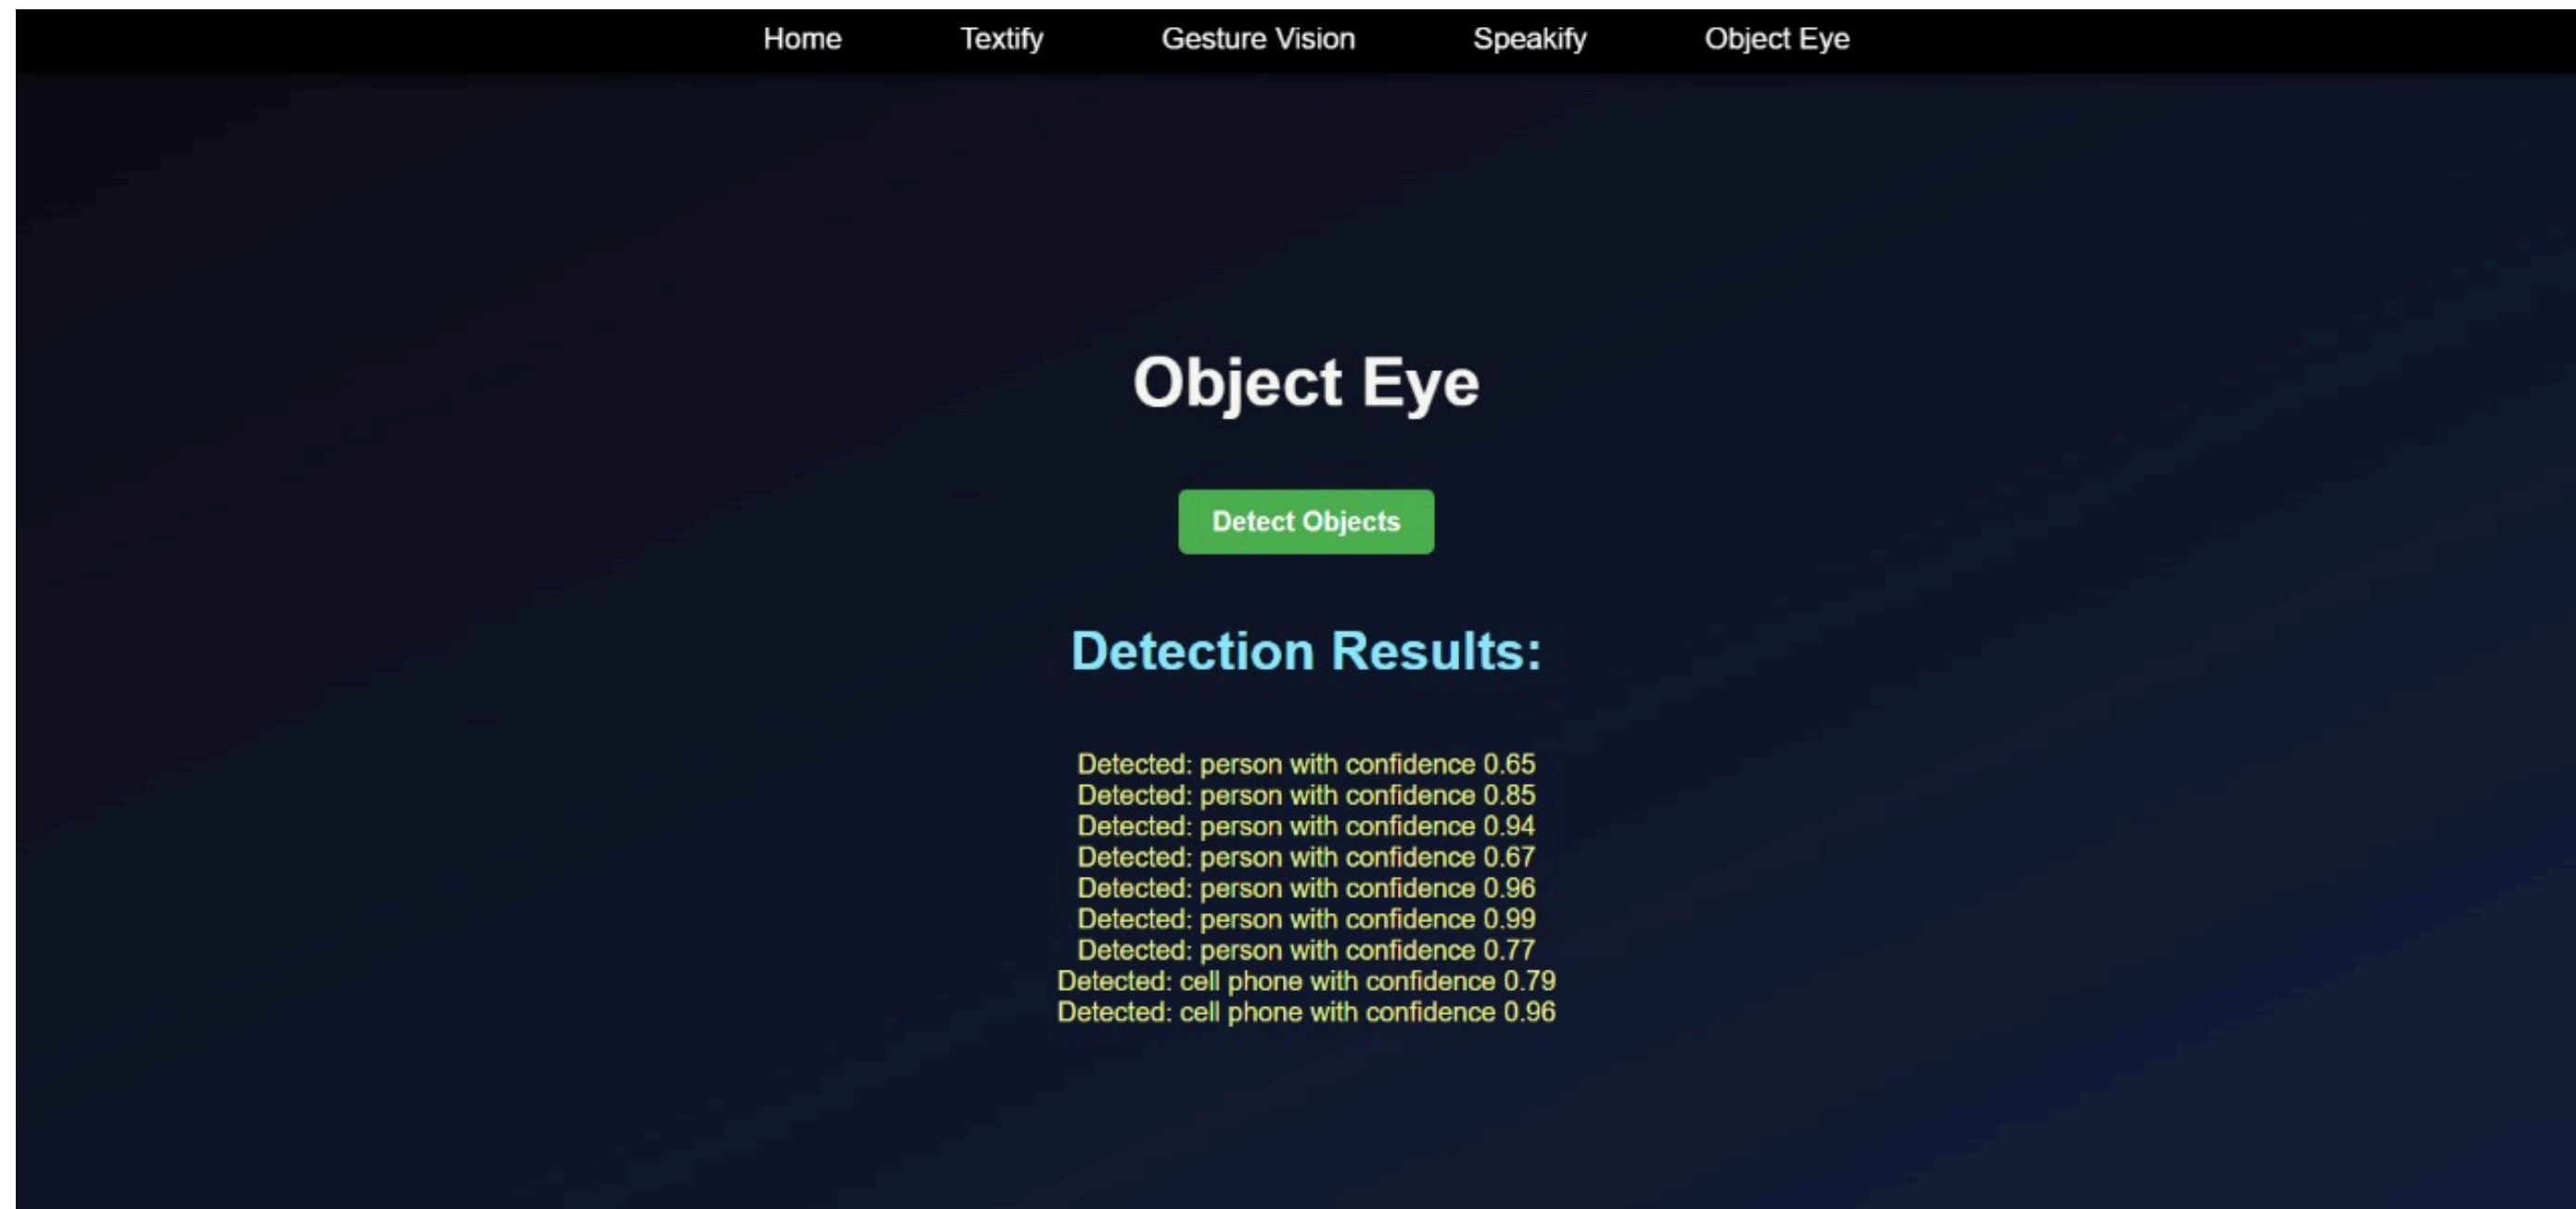 Home Textify Gesture Vision Speakify Object Eye
Object Eye
Detect Objects
Detection Results:
Detected: person with confidence 0.65
Detected: person with confidence 0.85
Detected: person with confidence 0.94
Detected: person with confidence 0.67
Detected: person with confidence 0.96
Detected: person with confidence 0.99
Detected: person with confidence 0.77
Detected: cell phone with confidence 0.79
Detected: cell phone with confidence 0.96